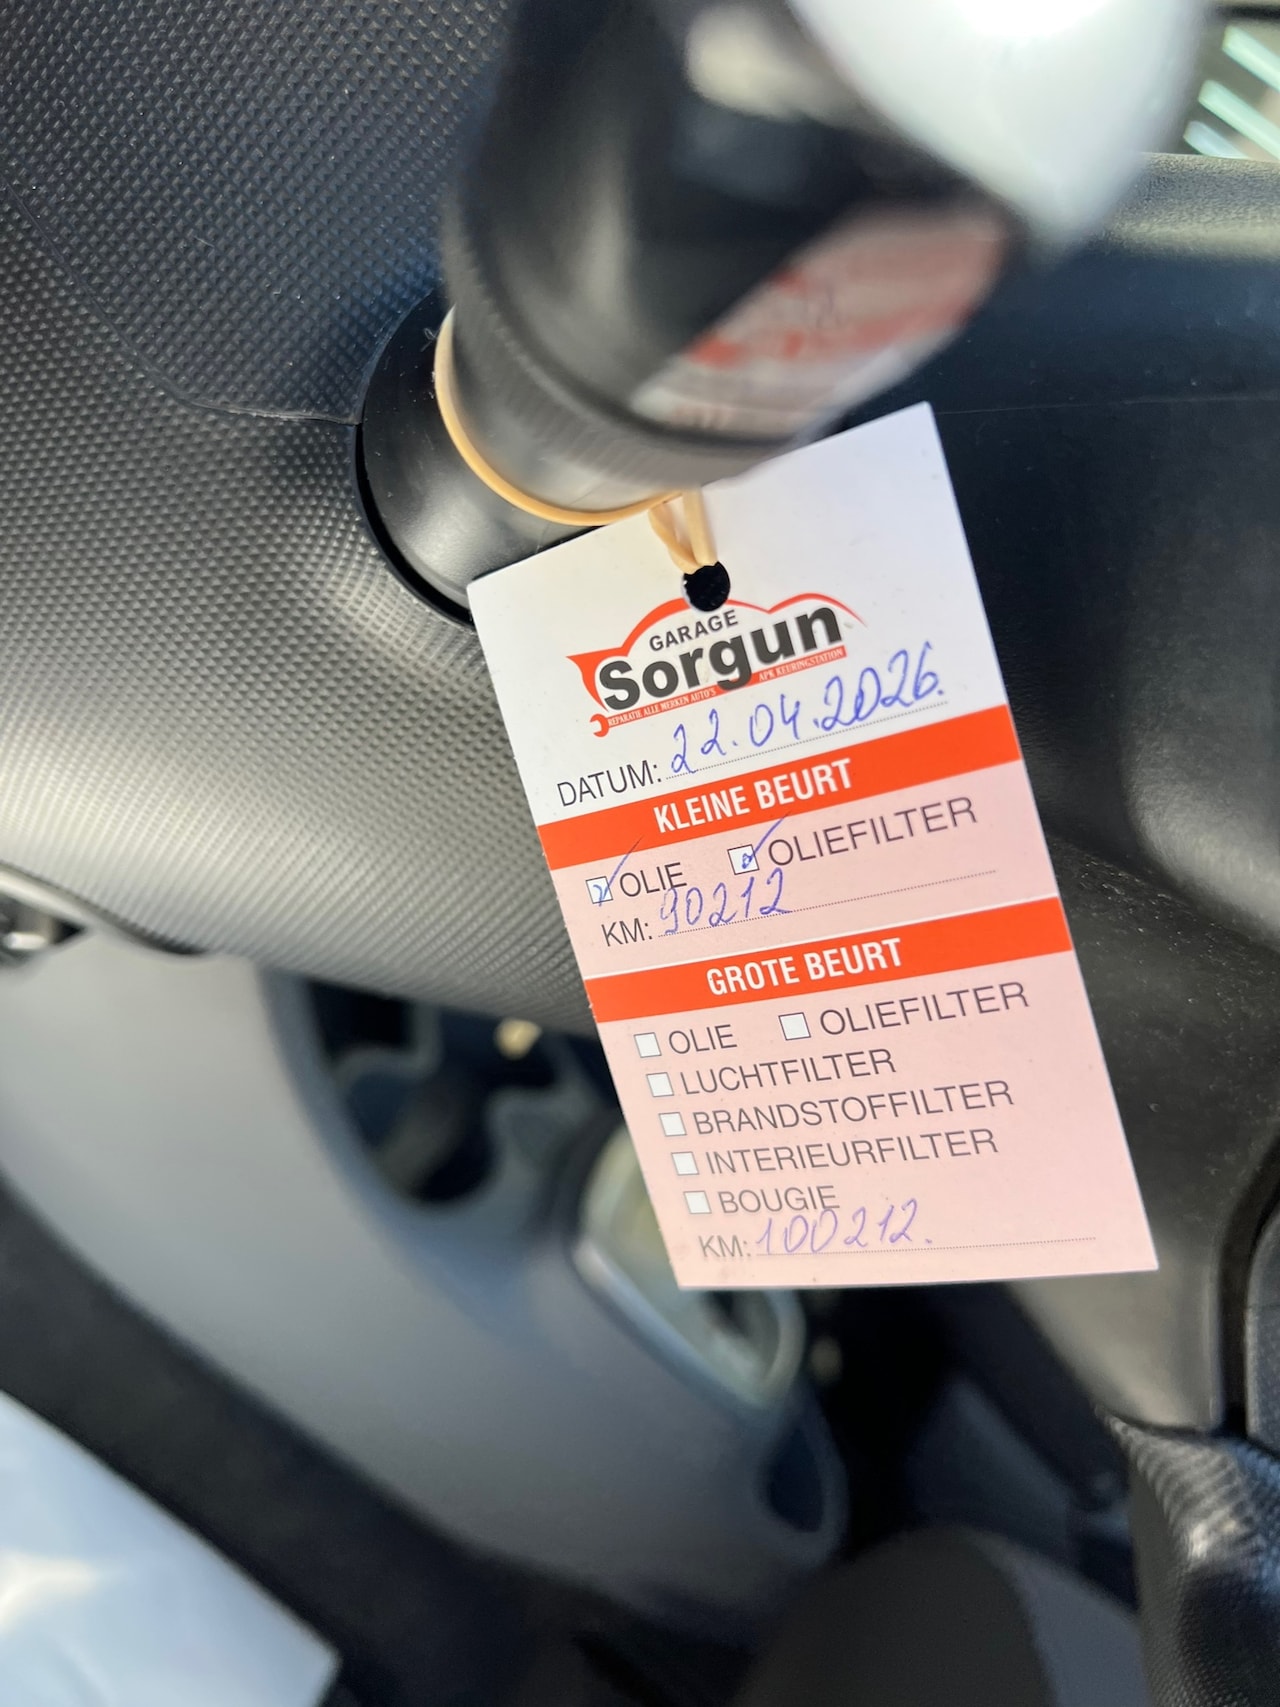 GARAGE
Sorgun
REPARATIE ALLE MERKEN AUTO'S APK KEURINGSTATION
DATUM: 22.04.2026.
KLEINE BEURT
OLIE OLIEFILTER
KM: 90212
GROTE BEURT
OLIE OLIEFILTER
LUCHTFILTER
BRANDSTOFFILTER
INTERIEURFILTER
BOUGIE
KM: 100212.